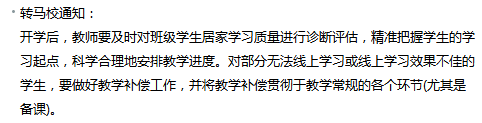 转马校通知：
开学后，教师要及时对班级学生居家学习质量进行诊断评估，精准把握学生的学
习起点，科学合理地安排教学进度。对部分无法线上学习或线上学习效果不佳的
学生，要做好教学补偿工作，并将教学补偿贯彻于教学常规的各个环节(尤其是
备课)。